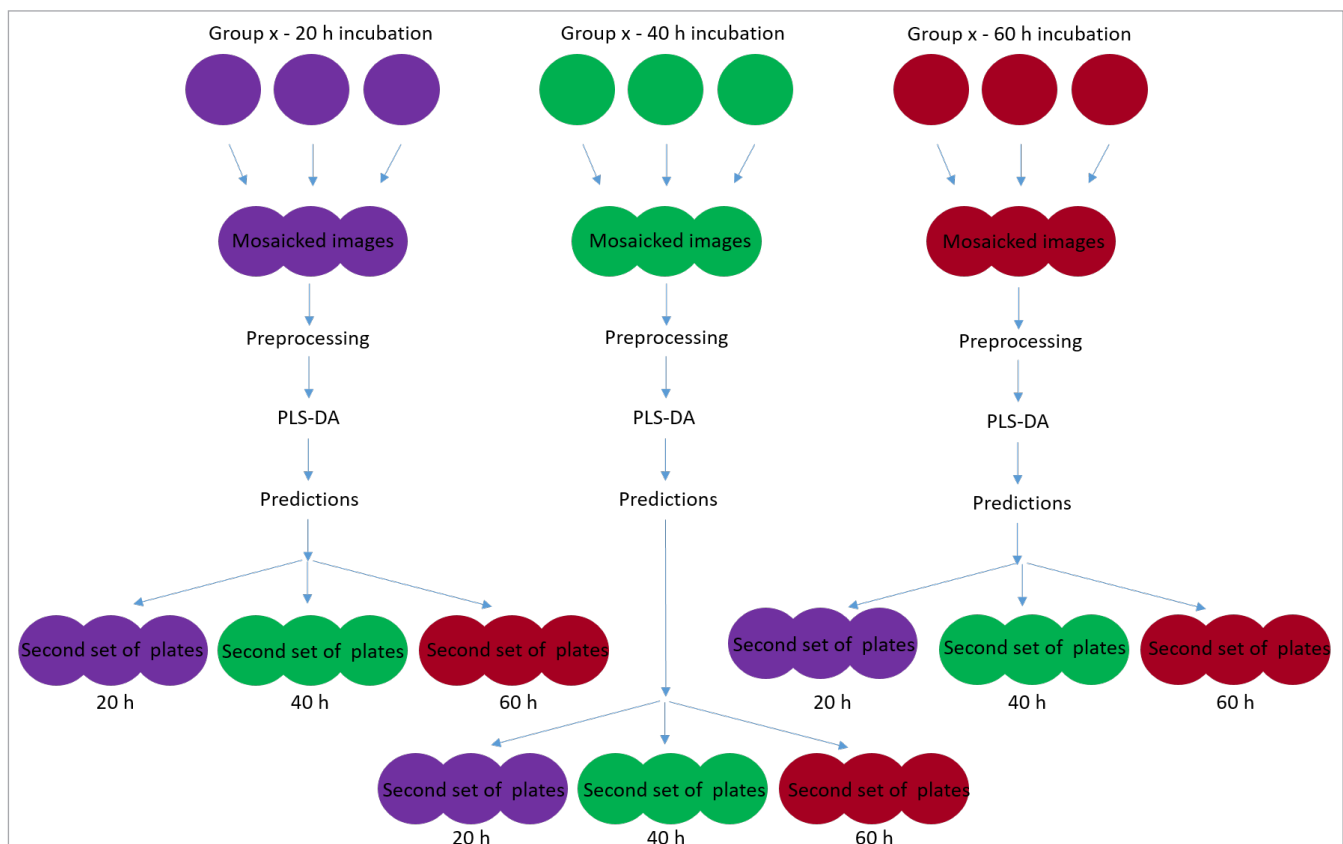 Group x - 20 h incubation
Group x - 40 h incubation
Group x - 60 h incubation
Mosaicked images
Mosaicked images
Mosaicked images
Preprocessing
Preprocessing
Preprocessing
PLS-DA
PLS-DA
PLS-DA
Predictions
Predictions
Predictions
Second set of plates
Second set of plates
Second set of plates
Second set of plates
Second set of plates
Second set of plates
20 h
40 h
60 h
20 h
40 h
60 h
Second set of plates
Second set of plates
Second set of plates
20 h
40 h
60 h